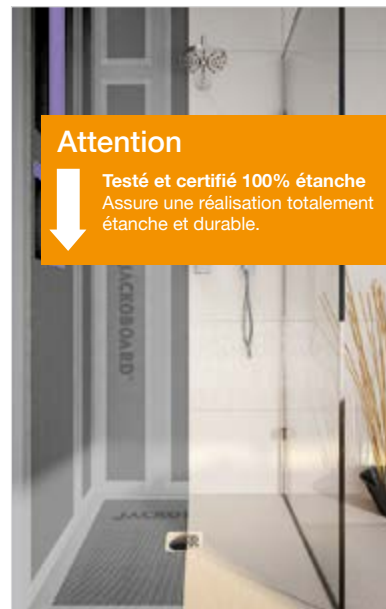 Attention
Testé et certifié 100% étanche
Assure une réalisation totalement
étanche et durable.